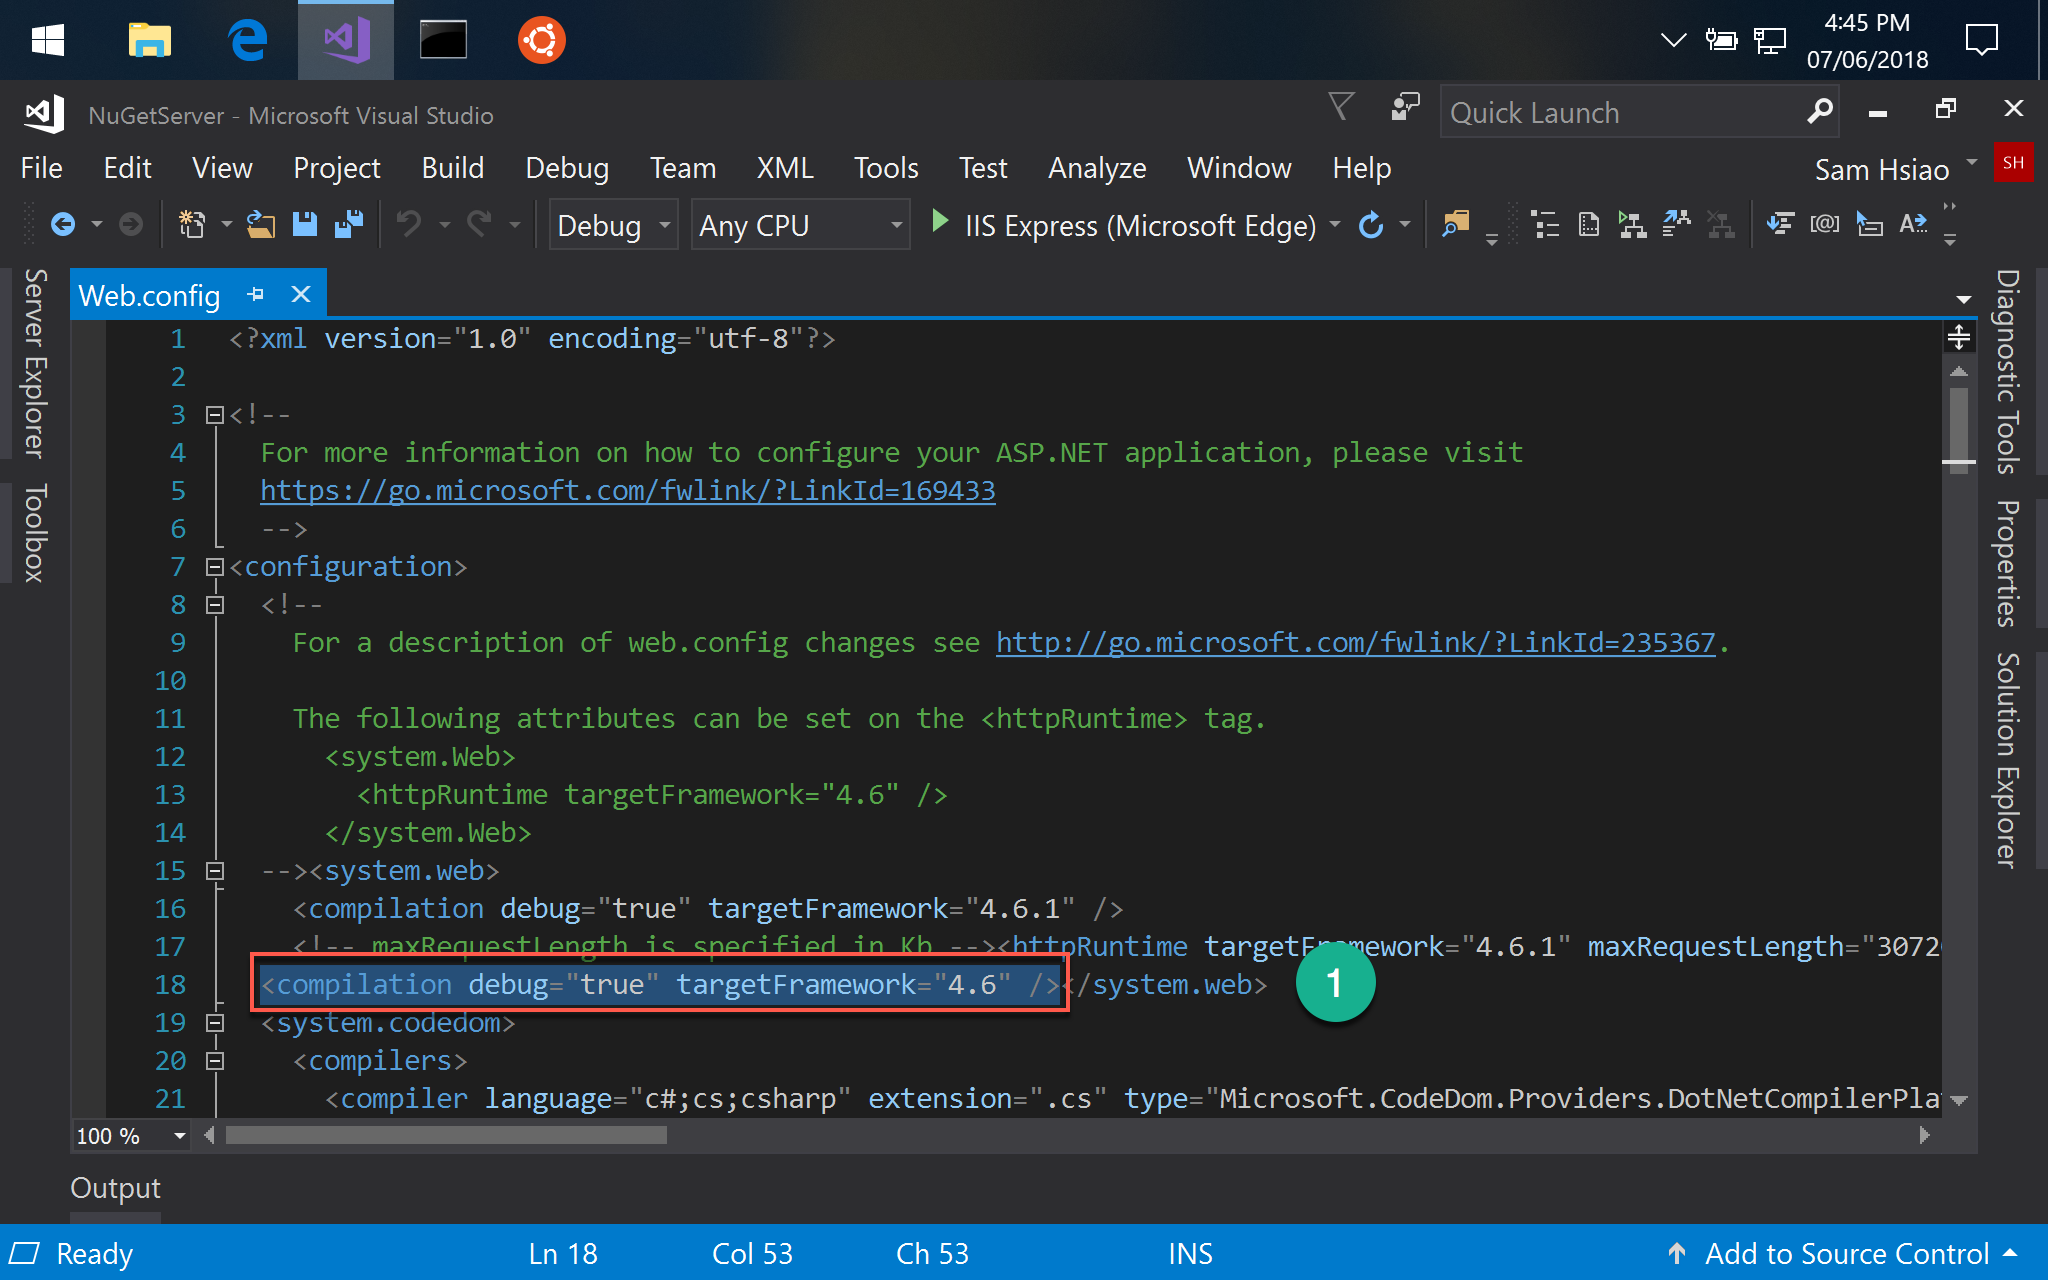 4:45 PM
07/06/2018
NuGetServer - Microsoft Visual Studio
Quick Launch
File Edit View Project Build Debug Team XML Tools Test Analyze Window Help
Sam Hsiao
SH
Debug
Any CPU
IIS Express (Microsoft Edge)
Server Explorer
Toolbox
Web.config
1 <?xml version="1.0" encoding="utf-8"?>
2
3 <!--
4 For more information on how to configure your ASP.NET application, please visit
5 https://go.microsoft.com/fwlink/?LinkId=169433
6 -->
7 <configuration>
8 <!--
9 For a description of web.config changes see http://go.microsoft.com/fwlink/?LinkId=235367.
10
11 The following attributes can be set on the <httpRuntime> tag.
12 <system.Web>
13 <httpRuntime targetFramework="4.6" />
14 </system.Web>
15 --><system.web>
16 <compilation debug="true" targetFramework="4.6.1" />
17 <!-- maxRequestLength is specified in Kb --><httpRuntime targetFramework="4.6.1" maxRequestLength="3072
18 <compilation debug="true" targetFramework="4.6" /></system.web>
1
19 <system.codedom>
20 <compilers>
21 <compiler language="c#;cs;csharp" extension=".cs" type="Microsoft.CodeDom.Providers.DotNetCompilerPla
Diagnostic Tools
Properties
Solution Explorer
100 %
Output
Ready
Ln 18
Col 53
Ch 53
INS
Add to Source Control